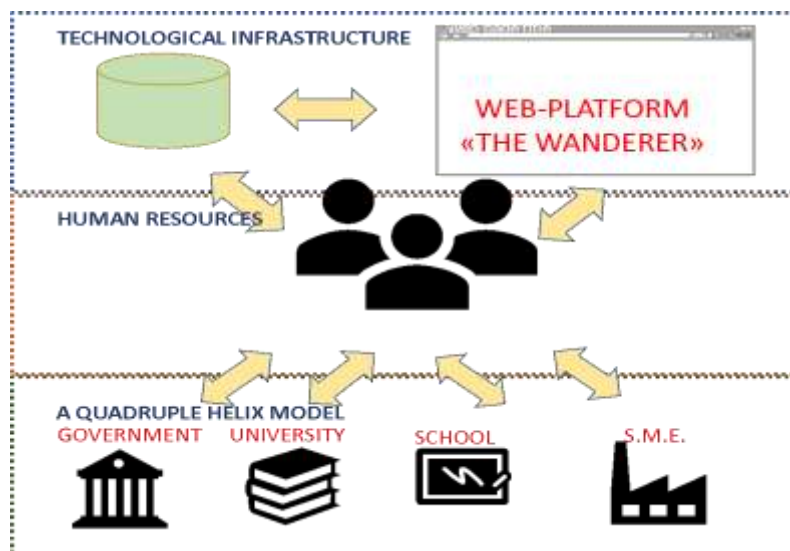 TECHNOLOGICAL INFRASTRUCTURE
WEB-PLATFORM
«THE WANDERER»
HUMAN RESOURCES
A QUADRUPLE HELIX MODEL
GOVERNMENT
UNIVERSITY
SCHOOL
S.M.E.